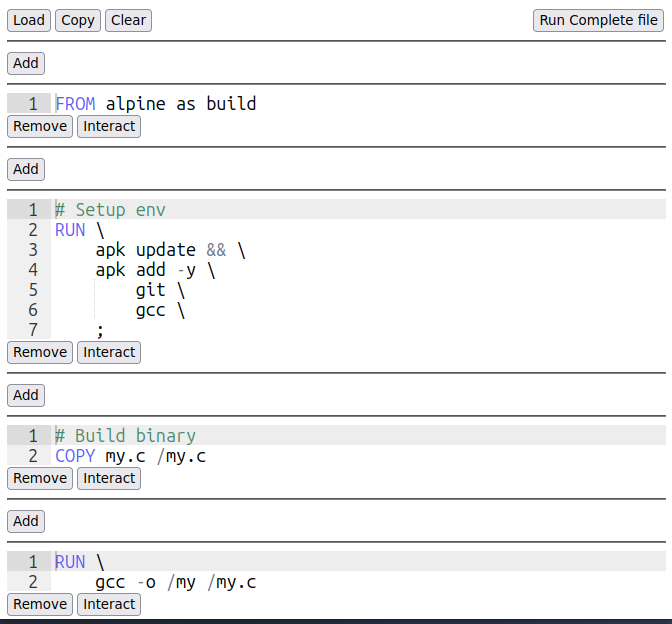 Load Copy Clear Run Complete file
Add
1 FROM alpine as build
Remove Interact
Add
1 # Setup env
2 RUN \
3     apk update && \
4     apk add -y \
5         git \
6         gcc \
7     ;
Remove Interact
Add
1 # Build binary
2 COPY my.c /my.c
Remove Interact
Add
1 RUN \
2     gcc -o /my /my.c
Remove Interact